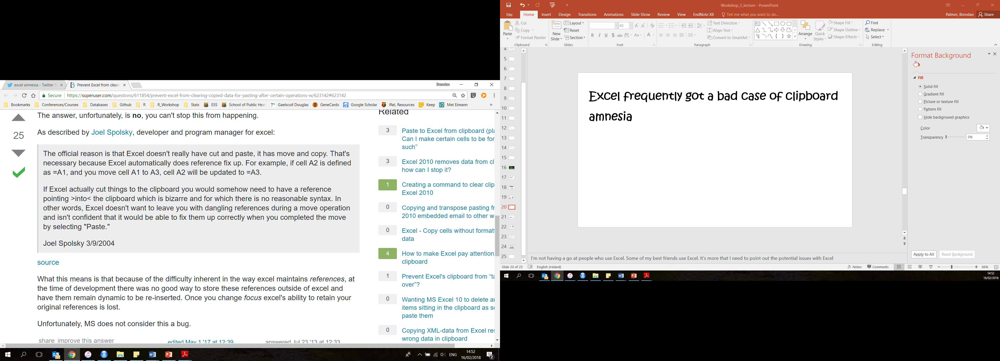 excel amnesia - Twitter S
Prevent Excel from cleari
Brendan
Secure
https://superuser.com/questions/611854/prevent-excel-from-clearing-copied-data-for-pasting-after-certain-operations-w/623142#623142
Bookmarks Conferences/Courses Databases Github R R_Workshop Stats ESS School of Public Heal Gaelscoil Douglas GeneCards Google Scholar IReL Resources Keep Met Eireann »
The answer, unfortunately, is no, you can't stop this from happening.
25
As described by Joel Spolsky, developer and program manager for excel:
The official reason is that Excel doesn't really have cut and paste, it has move and copy. That's
necessary because Excel automatically does reference fix up. For example, if cell A2 is defined
as =A1, and you move cell A1 to A3, cell A2 will be updated to =A3.
If Excel actually cut things to the clipboard you would somehow need to have a reference
pointing >into< the clipboard which is bizarre and for which there is no reasonable syntax. In
other words, Excel doesn't want to leave you with dangling references during a move operation
and isn't confident that it would be able to fix them up correctly when you completed the move
by selecting "Paste."
Joel Spolsky 3/9/2004
source
What this means is that because of the difficulty inherent in the way excel maintains references, at
the time of development there was no good way to store these references outside of excel and
have them remain dynamic to be re-inserted. Once you change focus excel's ability to retain your
original references is lost.
Unfortunately, MS does not consider this a bug.
share improve this answer
edited May 1 '17 at 12:39
answered Jul 23 '13 at 12:33
Related
3 Paste to Excel from clipboard (pla
Can I make certain cells to be for
such”
3 Excel 2010 removes data from cl
how can I stop it?
1 Creating a command to clear clip
Excel 2010
0 Copying and transpose pasting fr
2010 embedded email to other w
0 Excel - Copy cells without format
data
4 How to make Excel pay attention
clipboard
1 Prevent Excel's clipboard from “ta
over”?
0 Wanting MS Excel 10 to delete a
items sitting in the clipboard as s
paste them
0 Copying XML-data from Excel res
wrong data in clipboard
ENG
14:52
16/02/2018
2
Workshop_2_lecture - PowerPoint
File Home Insert Design Transitions Animations Slide Show Review View EndNote X8 Tell me what you want to do...
Palmer, Brendan Share
Paste
Cut
Copy
Format Painter
Clipboard
New
Slide
Layout
Reset
Section
Slides
40
B I U S abc AV Aa A
Font
Text Direction
Align Text
Convert to SmartArt
Paragraph
Arrange
Quick
Styles
Shape Fill
Shape Outline
Shape Effects
Drawing
Find
Replace
Select
Editing
4
5
6
7
8
9
10
11
12
13
14
15
16
17
18
19
20
21
22
23
24
25
Excel frequently got a bad case of clipboard
amnesia
Format Background
Fill
Solid fill
Gradient fill
Picture or texture fill
Pattern fill
Hide background graphics
Color
Transparency 0%
Apply to All Reset Background
I'm not having a go at people who use Excel. Some of my best friends use Excel. It's more that I need to point out the potential issues with Excel
Slide 20 of 25 English (Ireland)
Notes Comments 66%
14:52
16/02/2018